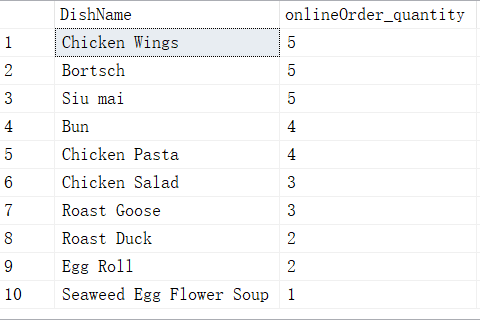 DishName onlineOrder_quantity
1 Chicken Wings 5
2 Bortsch 5
3 Siu mai 5
4 Bun 4
5 Chicken Pasta 4
6 Chicken Salad 3
7 Roast Goose 3
8 Roast Duck 2
9 Egg Roll 2
10 Seaweed Egg Flower Soup 1